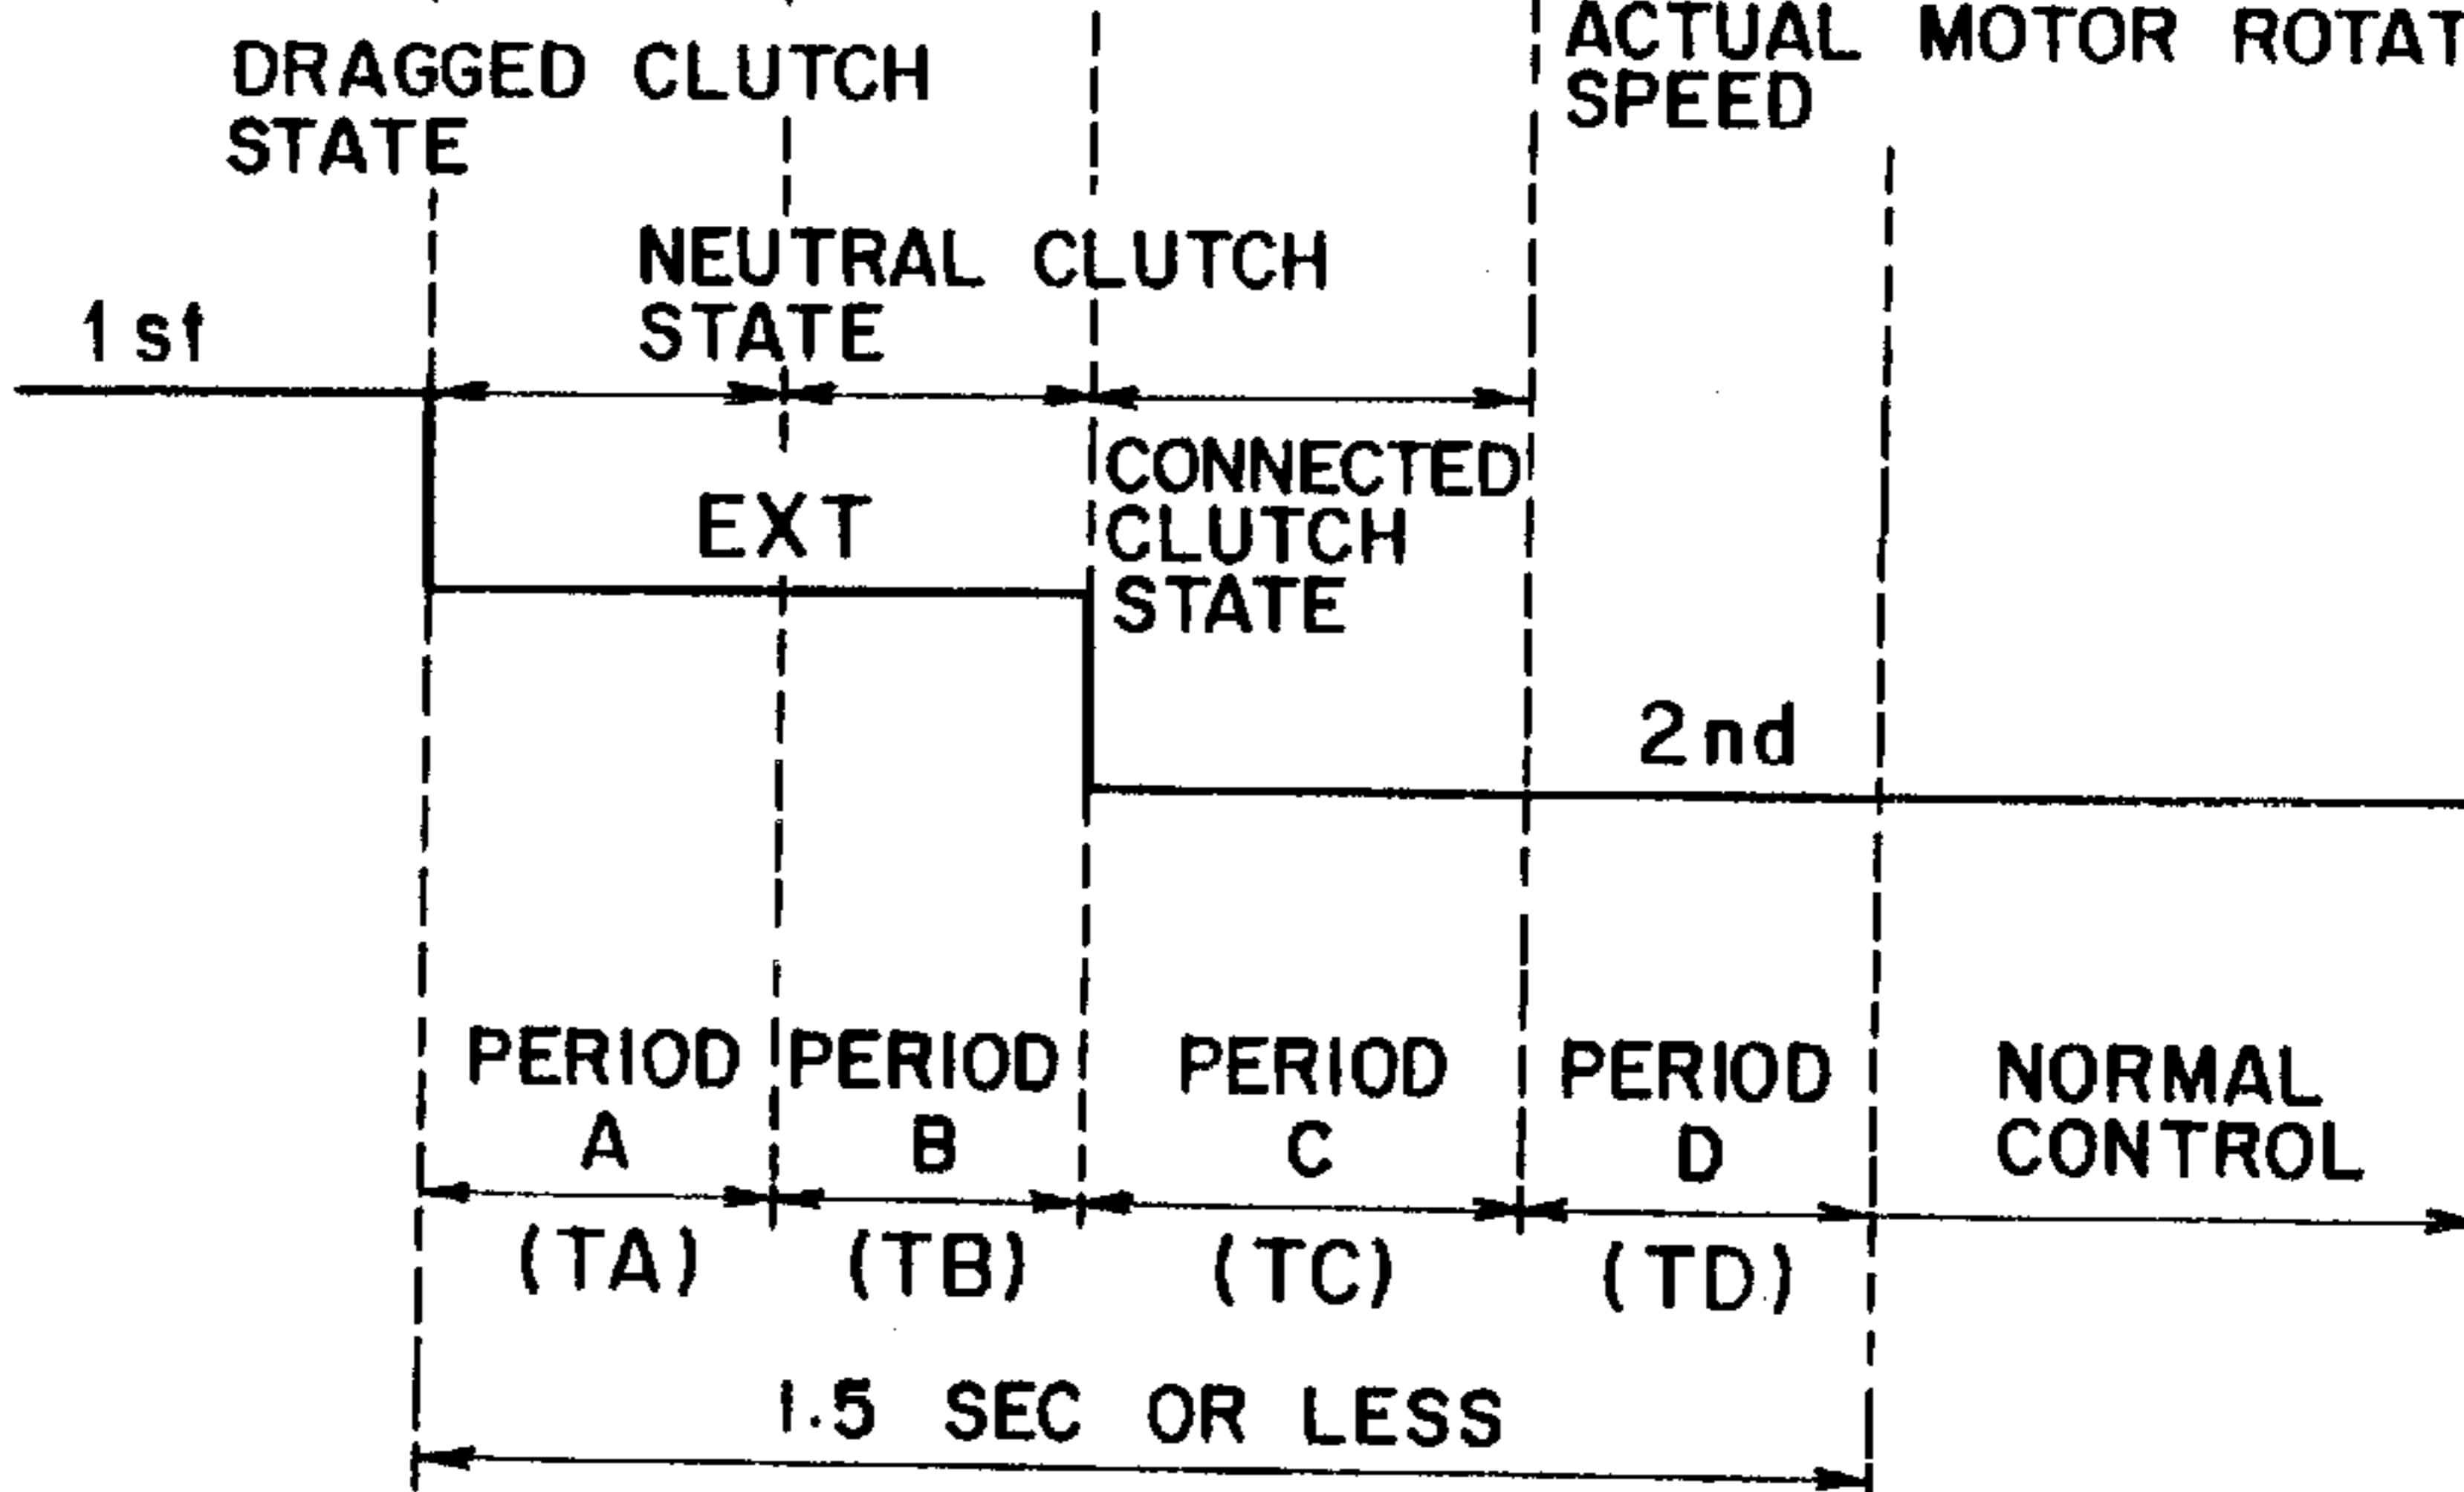 DRAGGED CLUTCH
STATE
ACTUAL MOTOR
SPEED
NEUTRAL CLUTCH
STATE
1st
CONNECTED
CLUTCH
STATE
EXT
2nd
PERIOD
A
PERIOD
B
PERIOD
C
PERIOD
D
NORMAL
CONTROL
(TA)
(TB)
(TC)
(TD)
1.5 SEC OR LESS